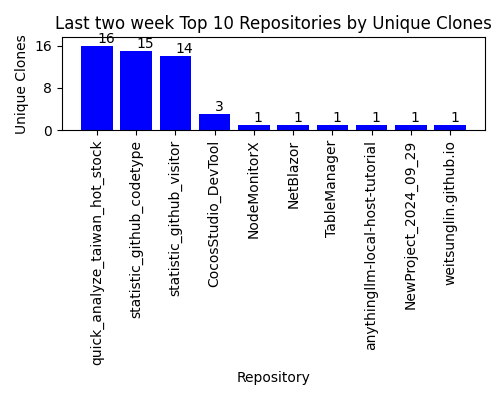 Last two week Top 10 Repositories by Unique Clones
Unique Clones
16
8
0
16
15
14
3
1
1
1
1
1
1
quick_analyze_taiwan_hot_stock
statistic_github_codetype
statistic_github_visitor
CocosStudio_DevTool
NodeMonitorX
NetBlazor
TableManager
anythingllm-local-host-tutorial
NewProject_2024_09_29
weitsunglin.github.io
Repository